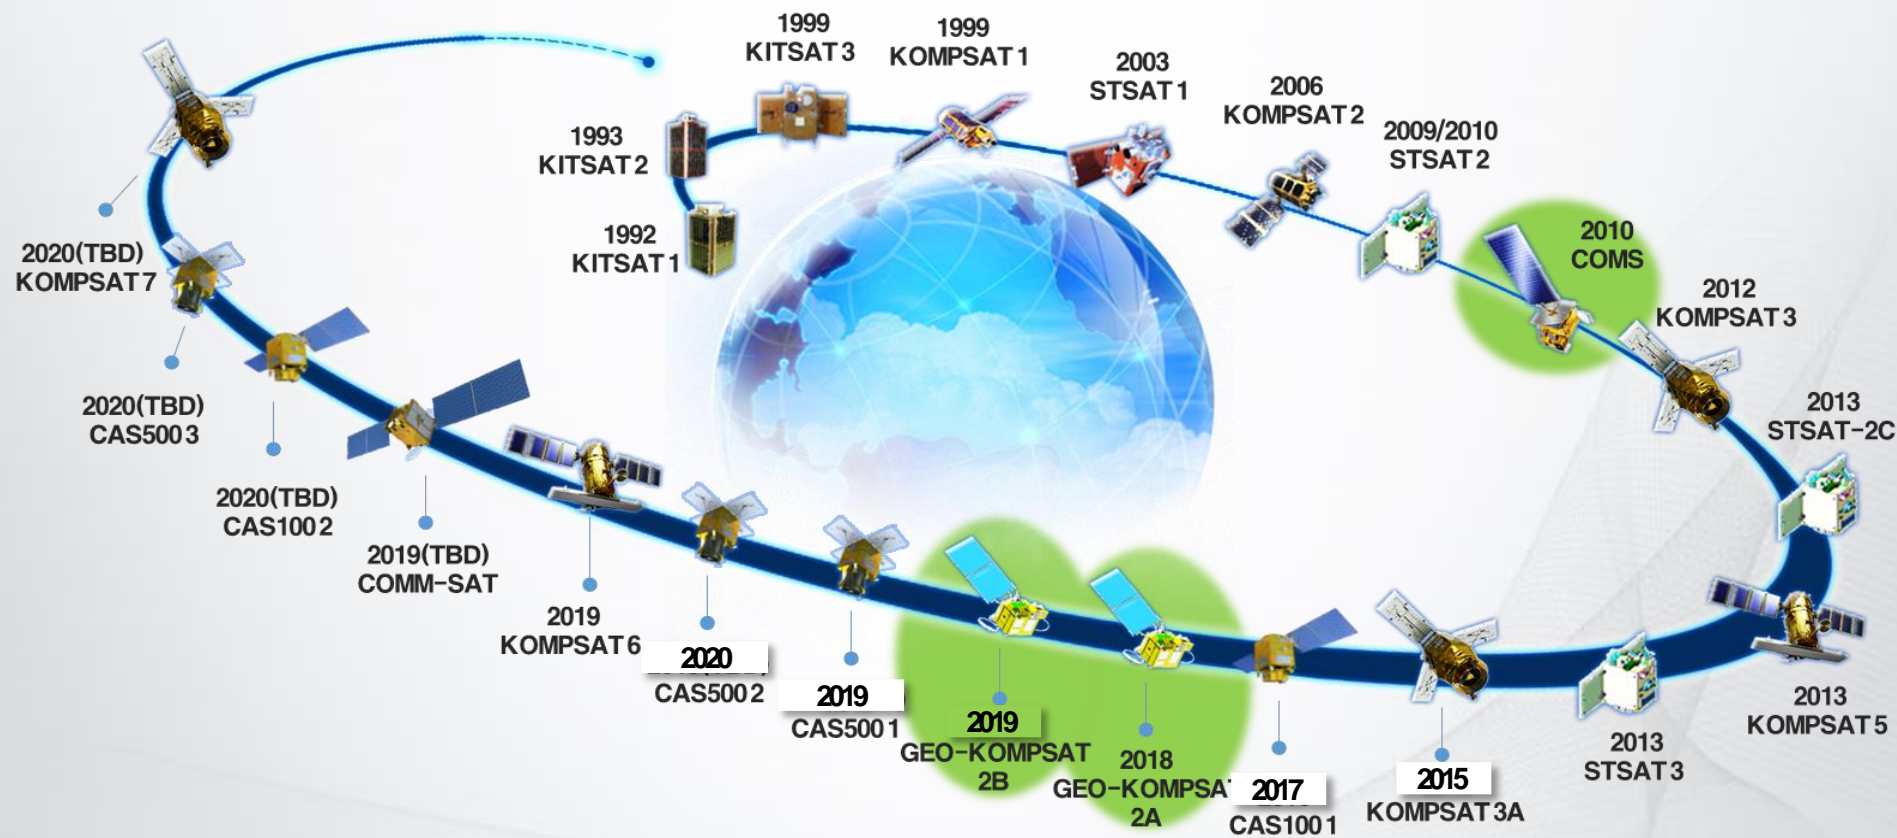 1992
KITSAT 1
1993
KITSAT 2
1999
KITSAT 3
1999
KOMPSAT 1
2003
STSAT 1
2006
KOMPSAT 2
2009/2010
STSAT 2
2010
COMS
2012
KOMPSAT 3
2013
STSAT-2C
2013
KOMPSAT 5
2013
STSAT 3
2015
KOMPSAT 3A
2017
CAS100 1
2018
GEO-KOMPSAT
2A
2019
GEO-KOMPSAT
2B
2019
CAS500 1
2020
CAS500 2
2019
KOMPSAT 6
2019(TBD)
COMM-SAT
2020(TBD)
CAS100 2
2020(TBD)
CAS500 3
2020(TBD)
KOMPSAT 7